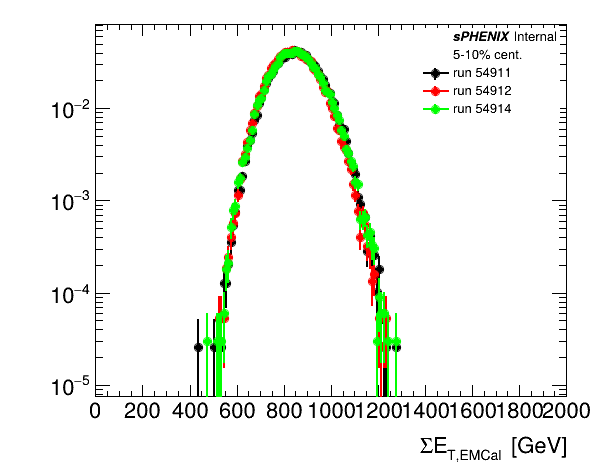 sPHENIX Internal
5-10% cent.
run 54911
run 54912
run 54914
10−2
10−3
10−4
10−5
0 200 400 600 800 1000 1200 1400 1600 1800 2000
ΣE_T,EMCal [GeV]